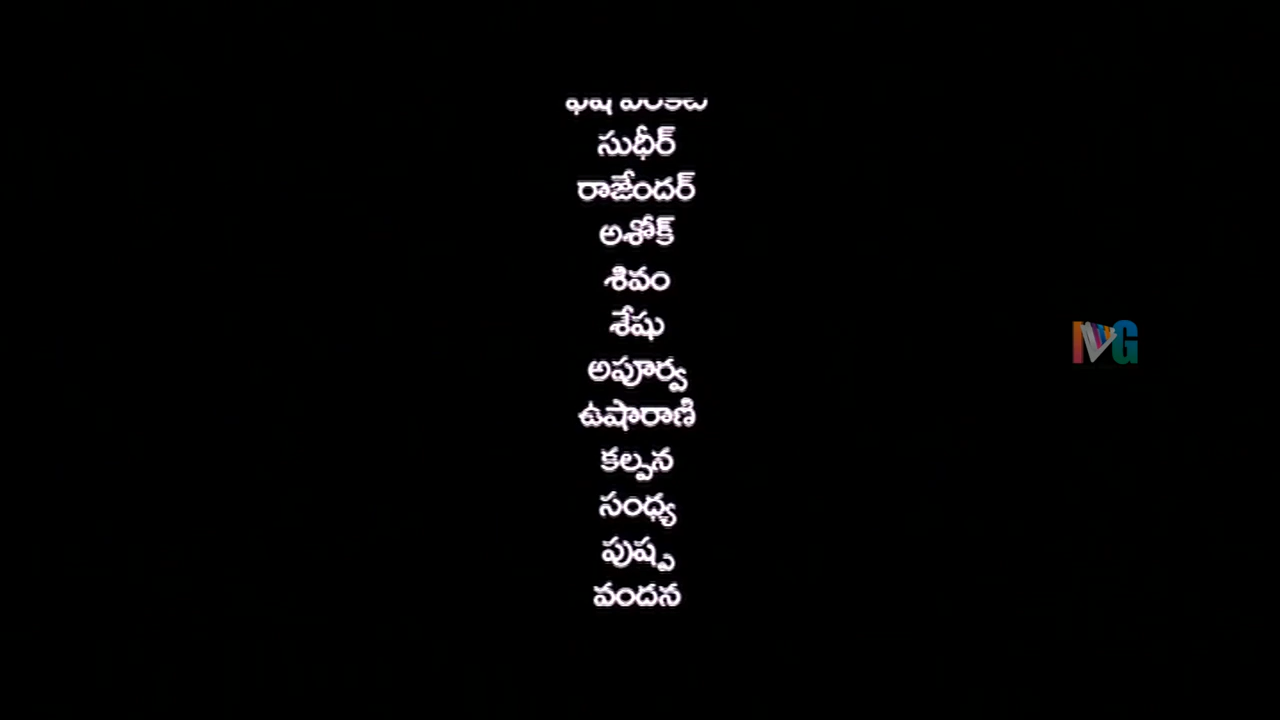 సుధీర్
రాజేందర్
అశోక్
శివం
శేషు
అపూర్వ
ఉషారాణి
కల్పన
సంధ్య
పుష్ప
వందన